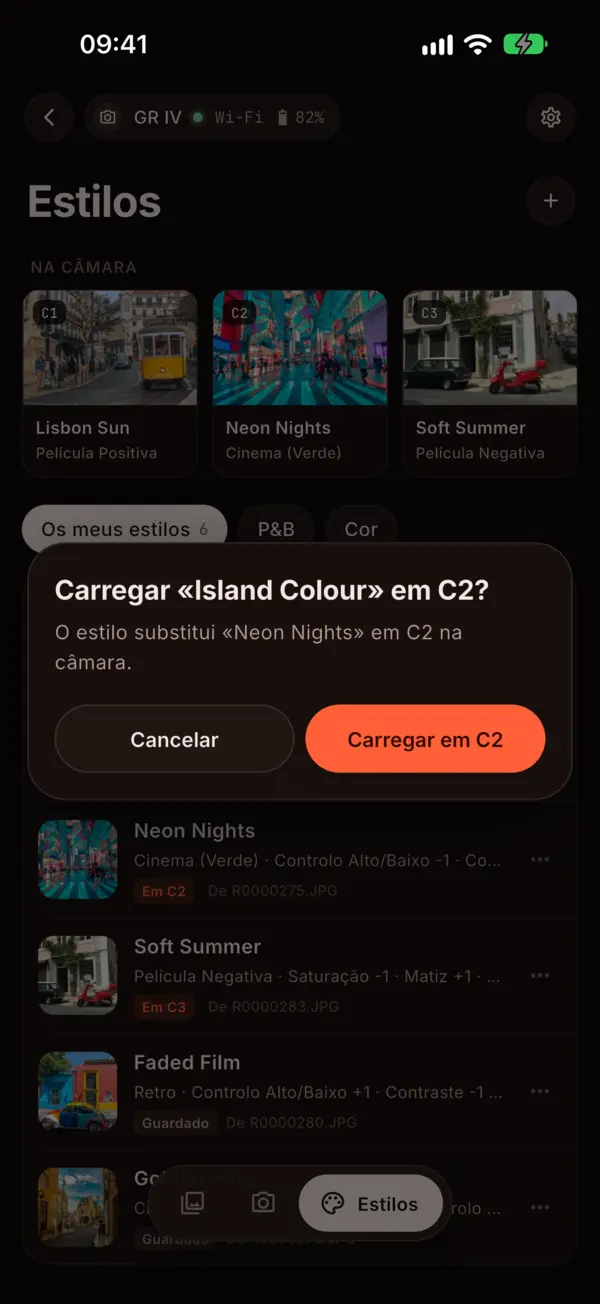 09:41
GR IV Wi-Fi 82%
Estilos
NA CÂMARA
C1
C2
C3
Lisbon Sun
Película Positiva
Neon Nights
Cinema (Verde)
Soft Summer
Película Negativa
Os meus estilos 6
P&B
Cor
Carregar «Island Colour» em C2?
O estilo substitui «Neon Nights» em C2 na
câmara.
Cancelar
Carregar em C2
Neon Nights
Cinema (Verde) · Controlo Alto/Baixo -1 · Co...
Em C2 De R0000275.JPG
Soft Summer
Película Negativa · Saturação -1 · Matiz +1 · ...
Em C3 De R0000283.JPG
Faded Film
Retro · Controlo Alto/Baixo +1 · Contraste -1 ...
Guardado De R0000280.JPG
Estilos